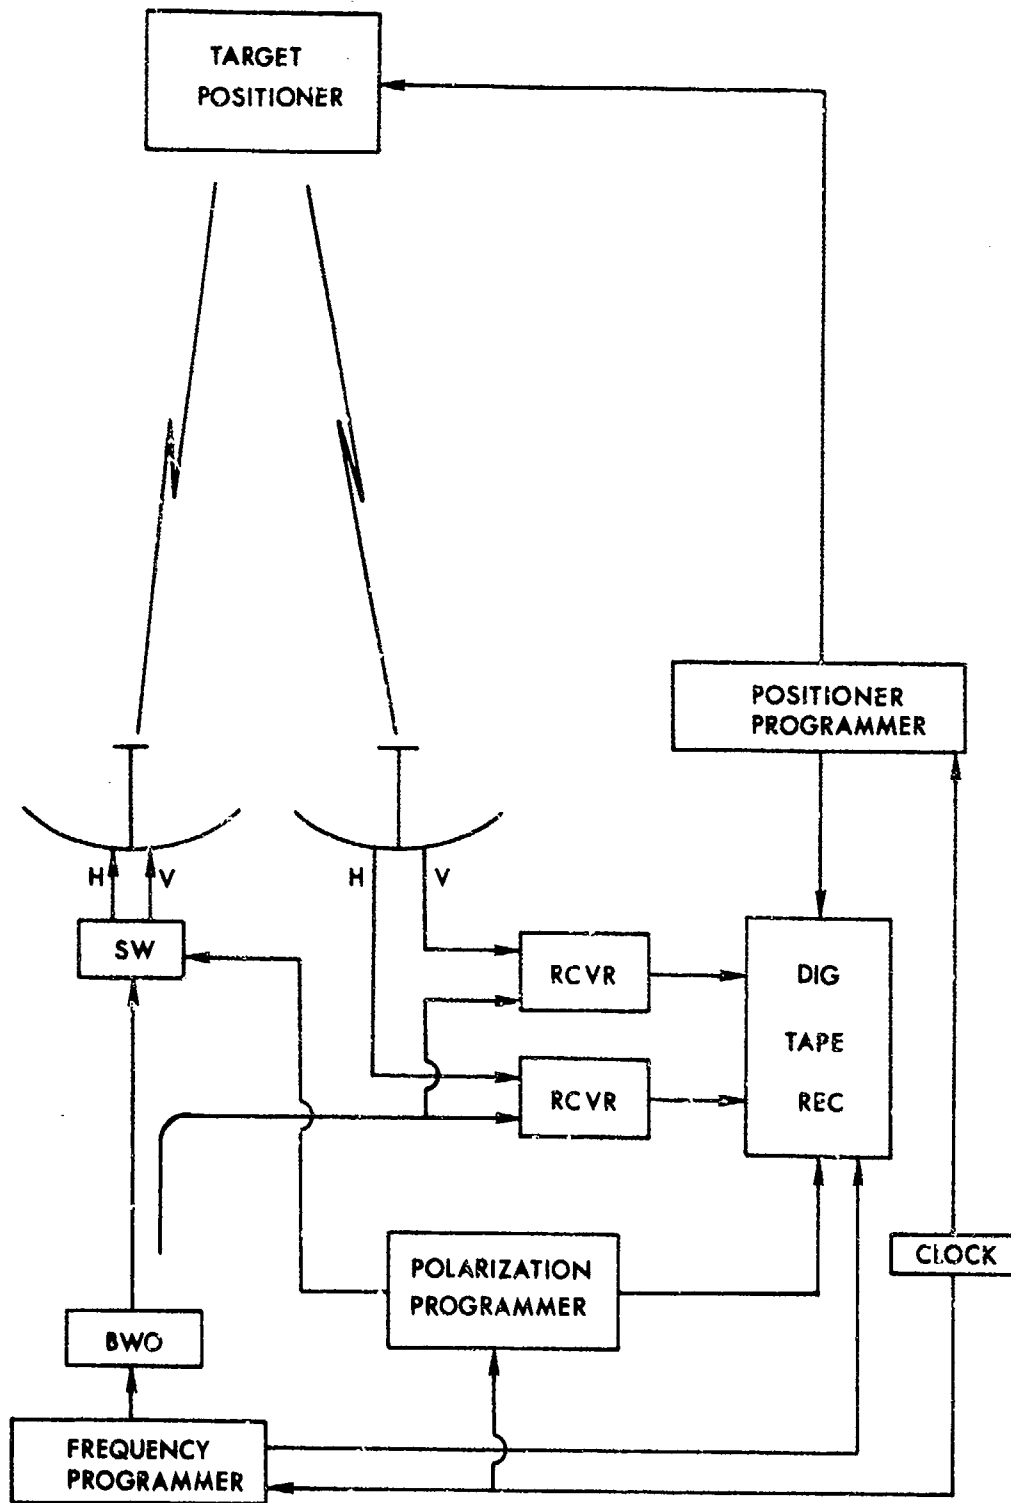 TARGET
POSITIONER
POSITIONER
PROGRAMMER
H
V
H
V
SW
RCVR
DIG
TAPE
REC
RCVR
POLARIZATION
PROGRAMMER
CLOCK
BWO
FREQUENCY
PROGRAMMER